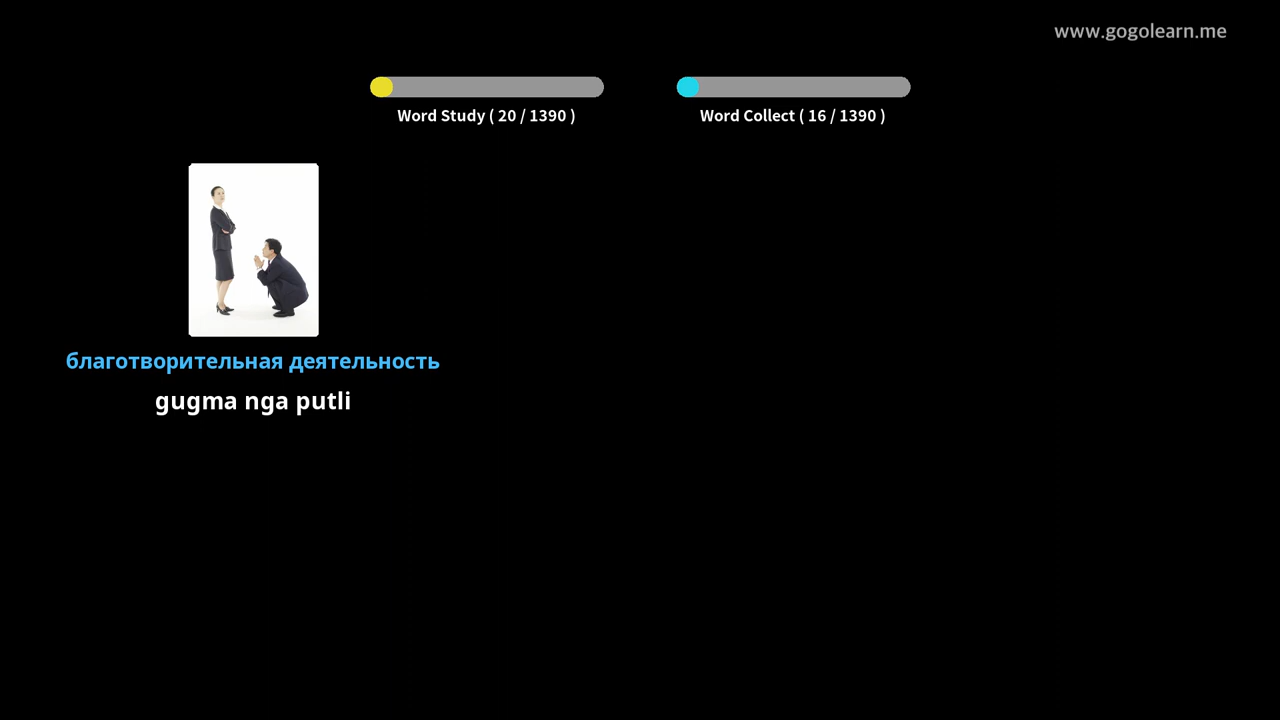 www.gogolearn.me
Word Study ( 20 / 1390 )
Word Collect ( 16 / 1390 )
благотворительная деятельность
gugma nga putli